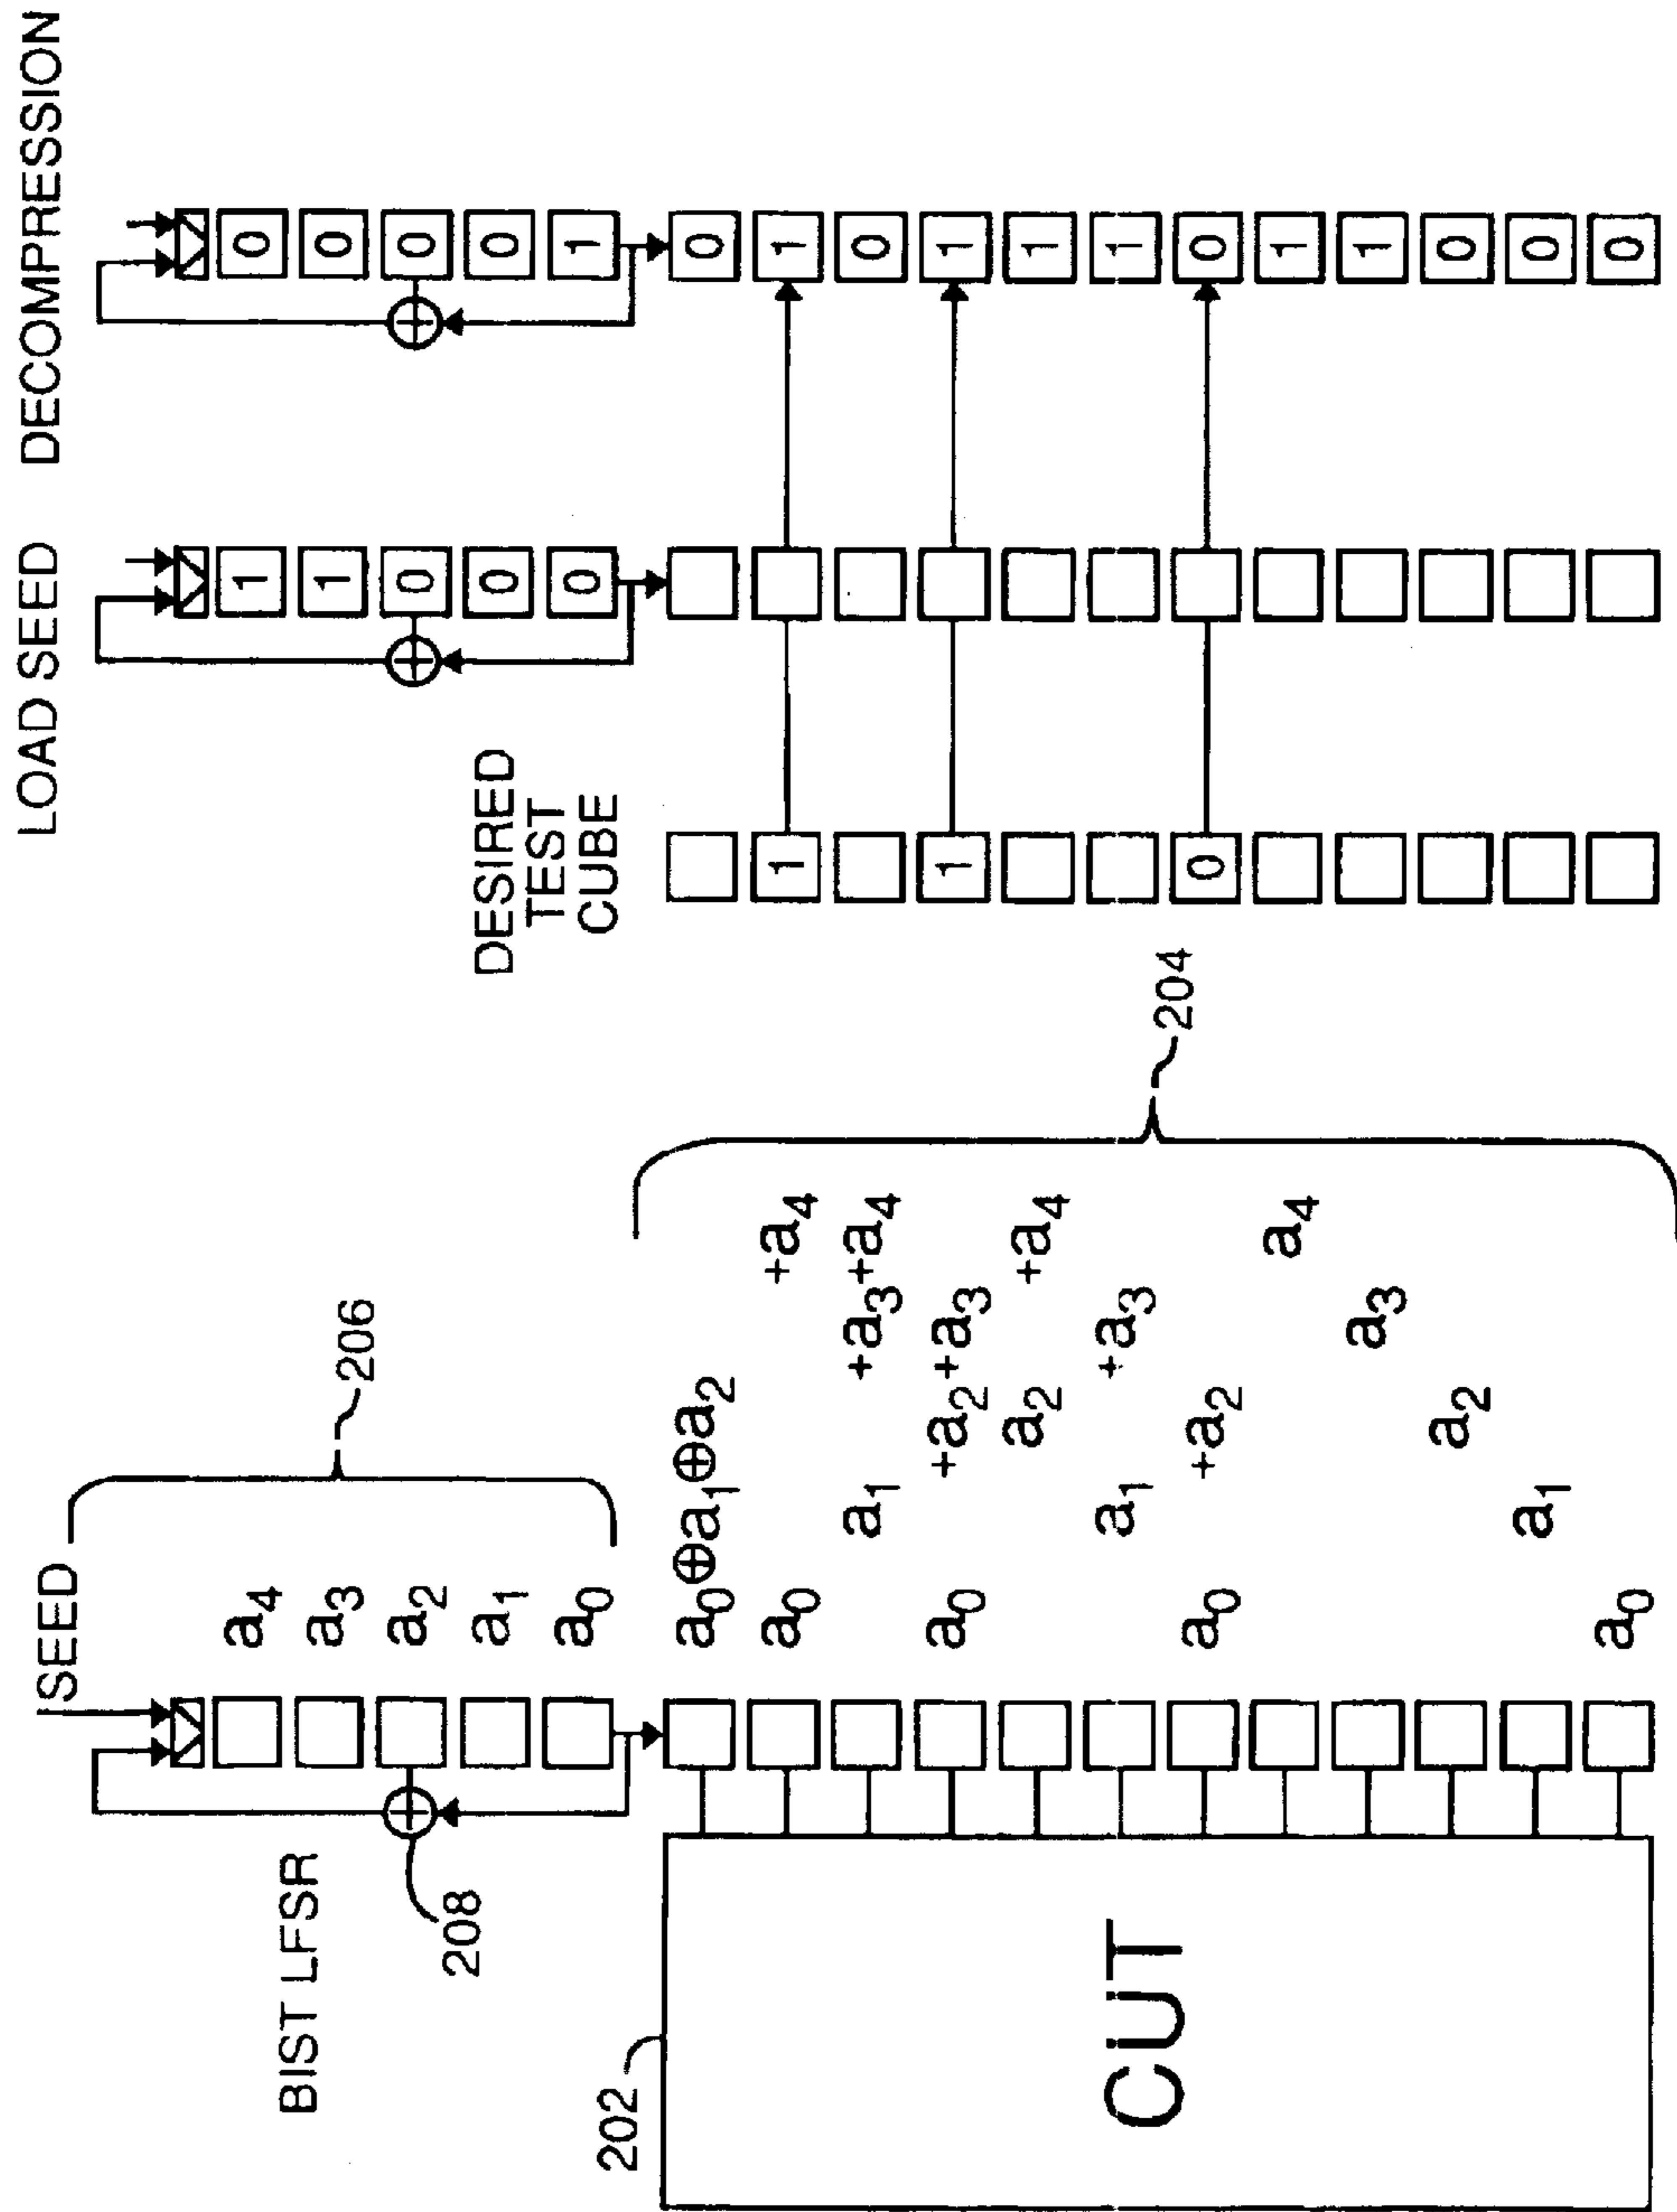 BIST LFSR
SEED
206
208
a4
a3
a2
a1
a0
202
CUT
a0⊕a1⊕a2
a0 +a4
a1 +a3+a4
a0 +a2+a3
a2 +a4
a1 +a3
a0 +a2
a4
a3
a2
a1
a0
204
DESIRED
TEST
CUBE
1
1
0
LOAD SEED
1
1
0
0
0
DECOMPRESSION
0
0
0
0
1
0
1
0
1
1
1
0
1
1
0
0
0